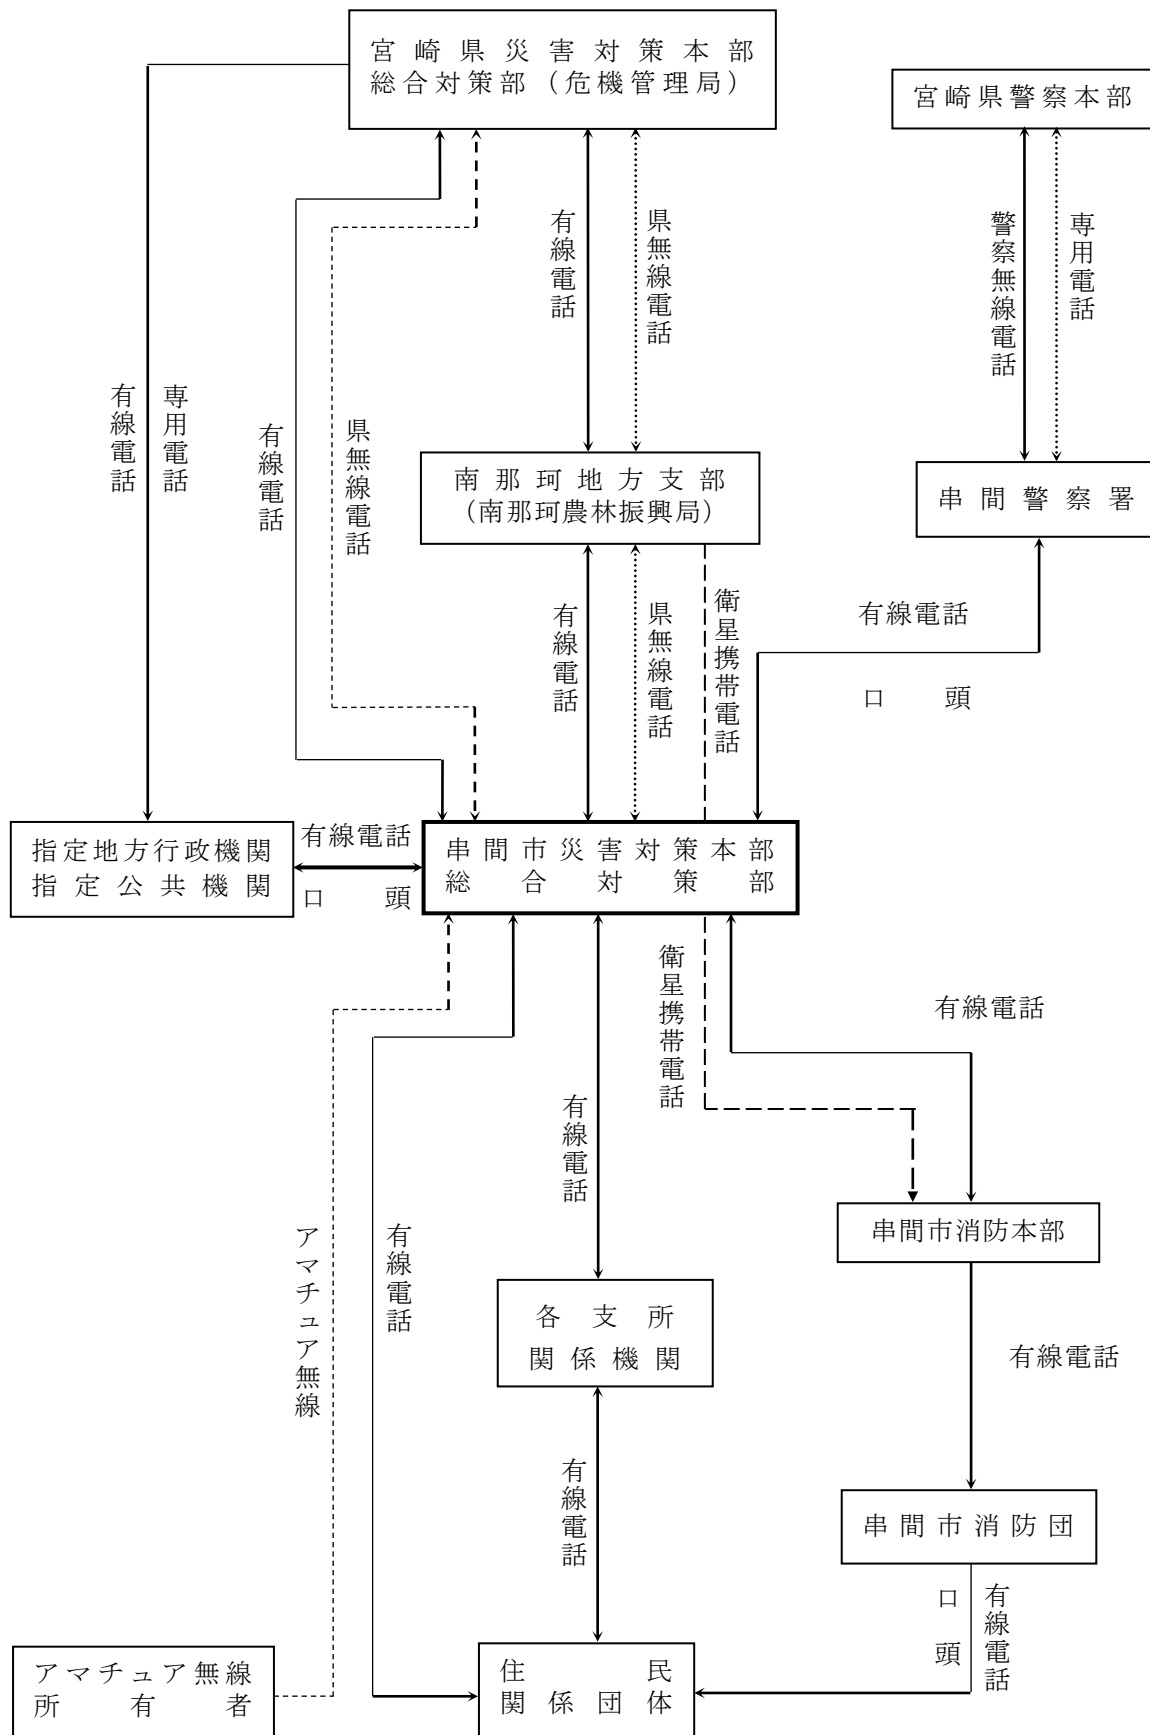 宮崎県災害対策本部
総合対策部（危機管理局）
宮崎県警察本部
有線電話
県無線電話
警察無線電話
専用電話
有線電話
専用電話
有線電話
県無線電話
南那珂地方支部
（南那珂農林振興局）
串間警察署
有線電話
県無線電話
衛星携帯電話
有線電話
口頭
指定地方行政機関
指定公共機関
有線電話
口頭
串間市災害対策本部
総合対策部
衛星携帯電話
有線電話
有線電話
アマチュア無線
有線電話
串間市消防本部
各支所
関係機関
有線電話
有線電話
串間市消防団
口頭
有線電話
アマチュア無線
所有者
住民
関係団体